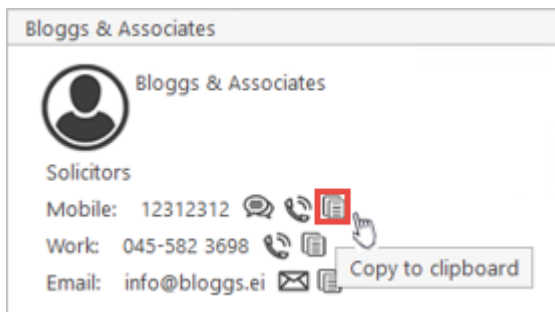 Bloggs & Associates
Bloggs & Associates
Solicitors
Mobile: 12312312
Work: 045-582 3698
Copy to clipboard
Email: info@bloggs.ei